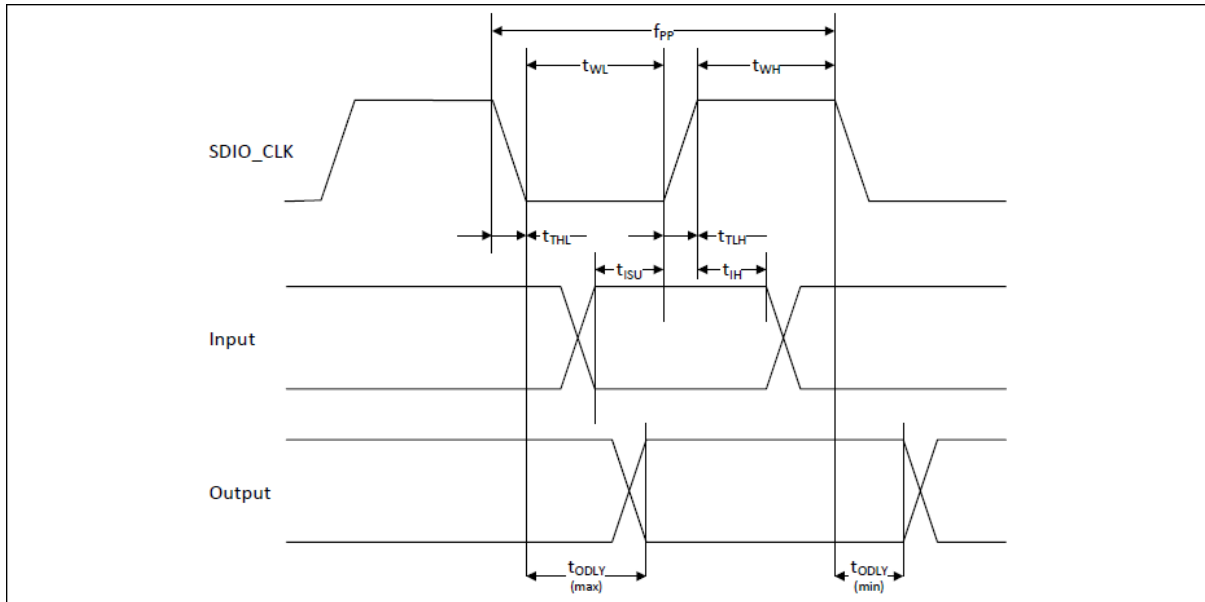 fPP
tWL tWH
SDIO_CLK
tTHL tTLH
tISU tIH
Input
Output
tODLY tODLY
(max) (min)